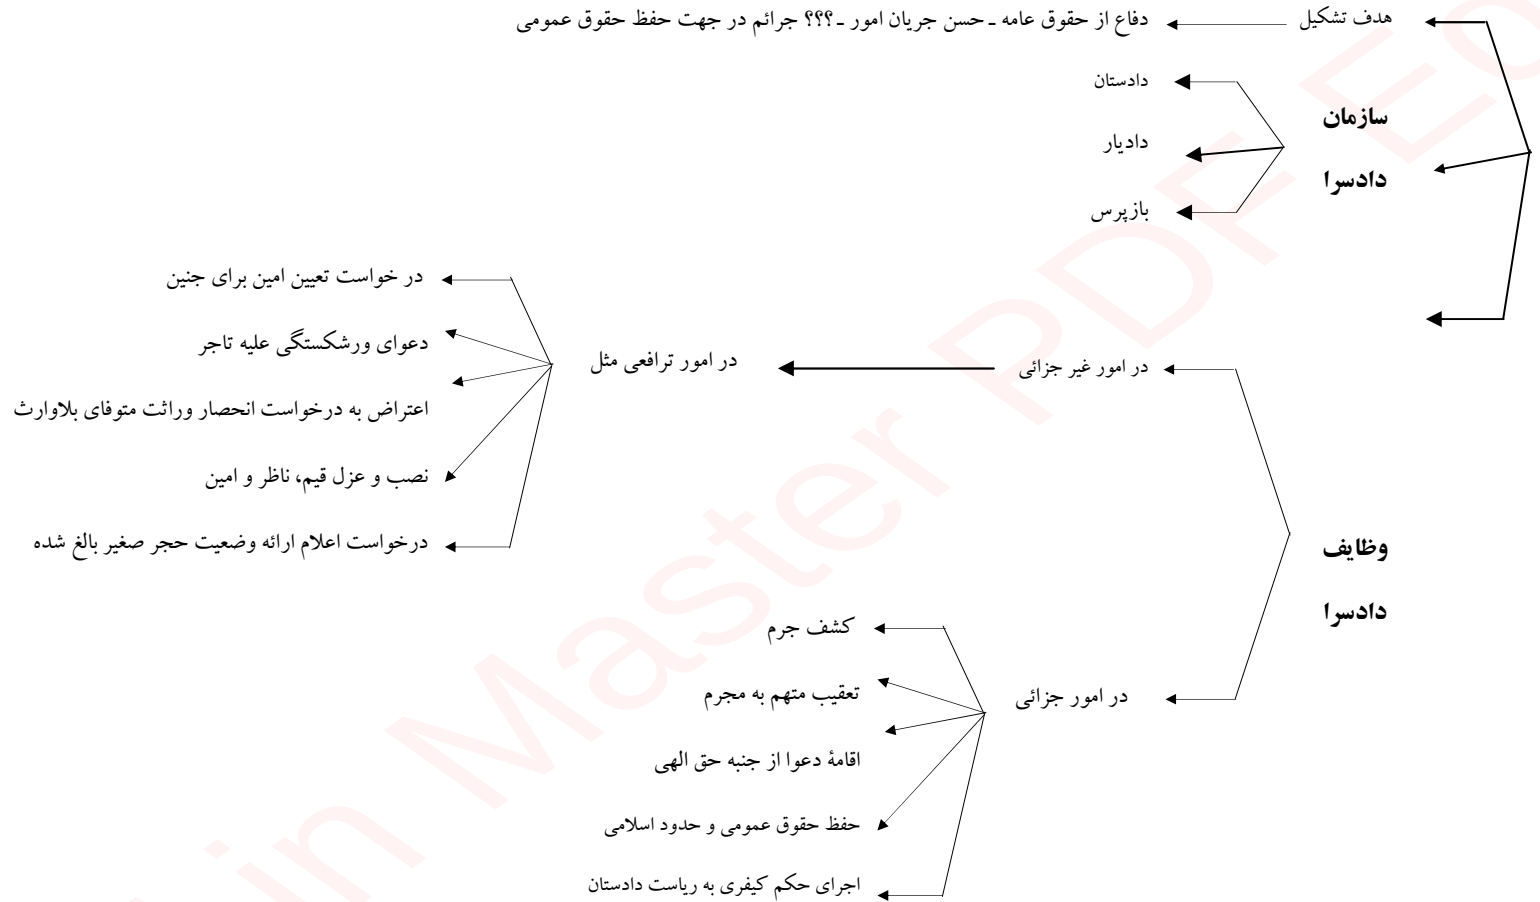 هدف تشکیل
دفاع از حقوق عامه ـ حسن جریان امور ـ ؟؟؟ جرائم در جهت حفظ حقوق عمومی
سازمان
دادسرا
دادستان
دادیار
بازپرس
وظایف
دادسرا
در امور غیر جزائی
در امور ترافعی مثل
در خواست تعیین امین برای جنین
دعوای ورشکستگی علیه تاجر
اعتراض به درخواست انحصار وراثت متوفای بلاوارث
نصب و عزل قیم، ناظر و امین
درخواست اعلام ارائه وضعیت حجر صغیر بالغ شده
در امور جزائی
کشف جرم
تعقیب متهم به مجرم
اقامهٔ دعوا از جنبه حق الهی
حفظ حقوق عمومی و حدود اسلامی
اجرای حکم کیفری به ریاست دادستان
in Master PDF Ed